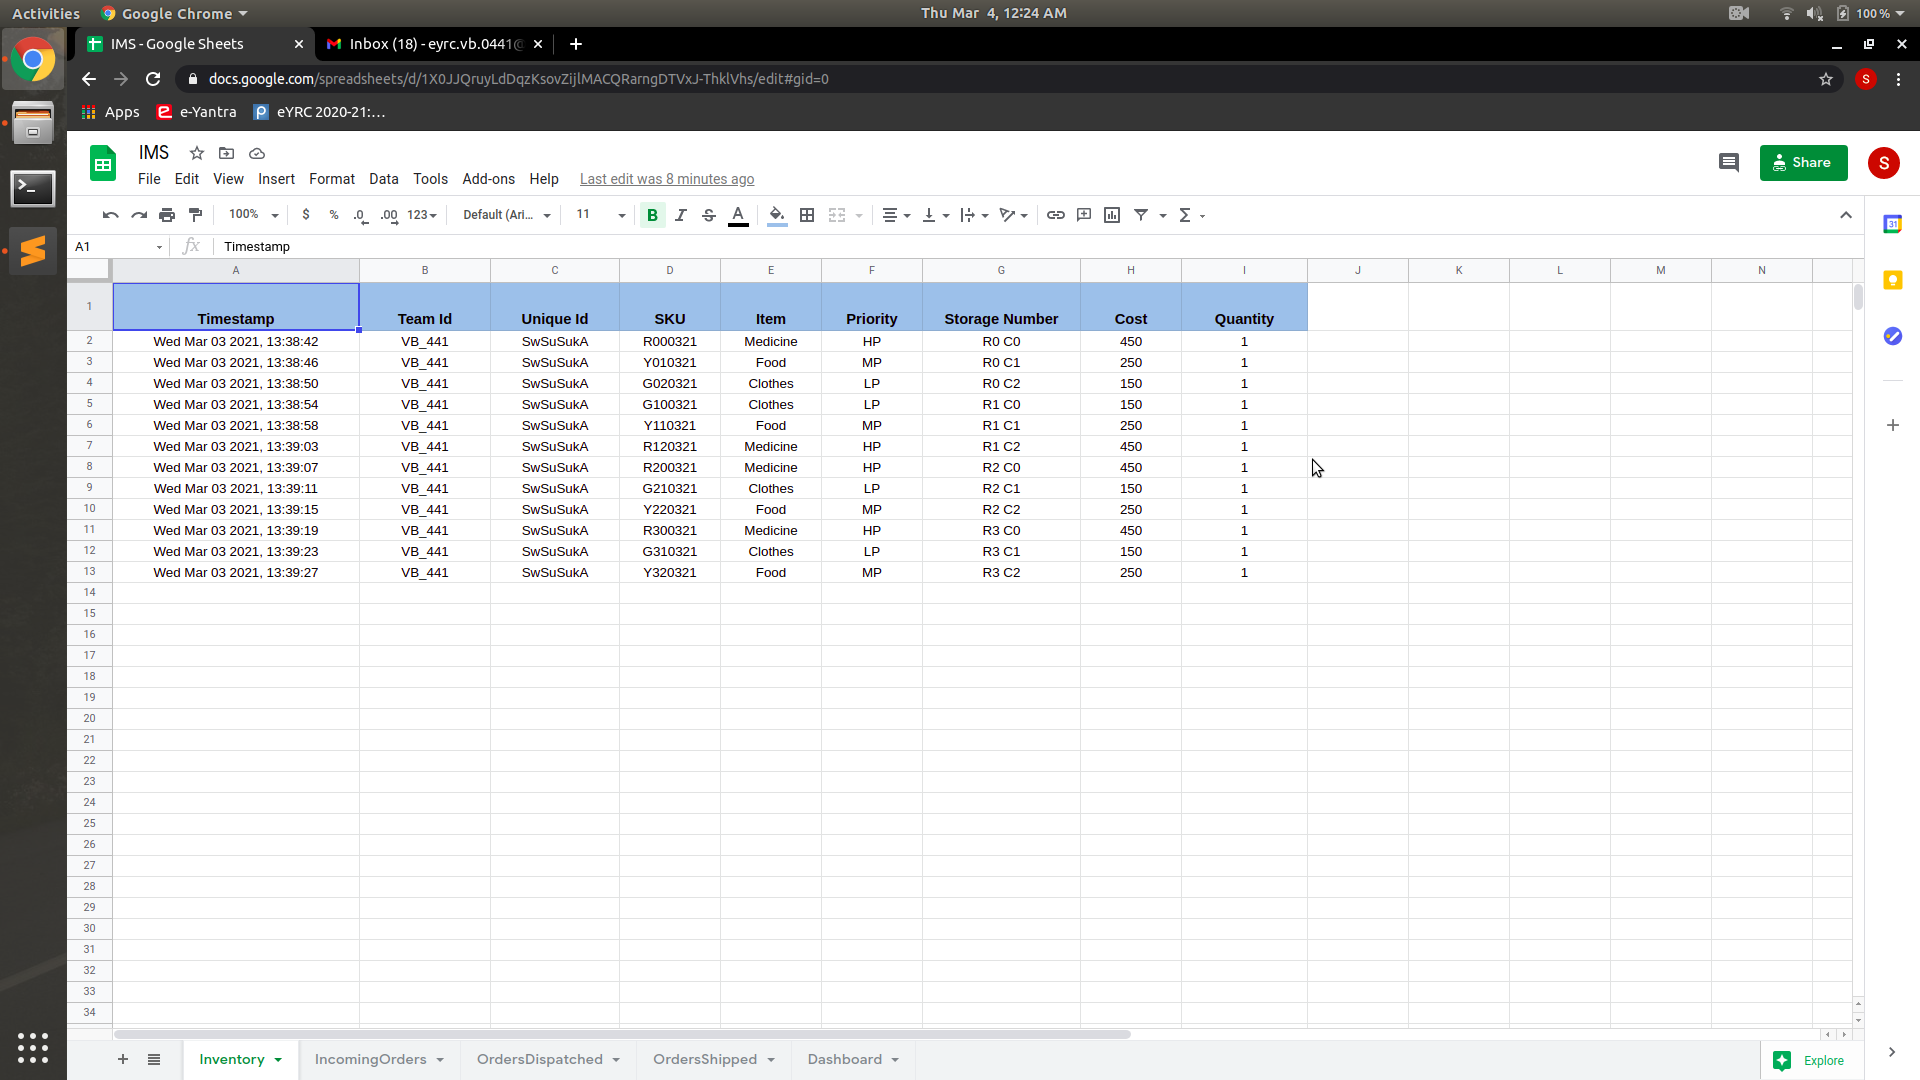 Activities Google Chrome Thu Mar 4, 12:24 AM 100 %
IMS - Google Sheets Inbox (18) - eyrc.vb.0441@
docs.google.com/spreadsheets/d/1X0JJQruyLdDqzKsovZijlMACQRarngDTVxJ-ThklVhs/edit#gid=0 S
Apps e-Yantra eYRC 2020-21:...
IMS Share S
File Edit View Insert Format Data Tools Add-ons Help Last edit was 8 minutes ago
100% $ % .0 .00 123 Default (Ari... 11 B I S A Σ
A1 fx Timestamp
A B C D E F G H I J K L M N
1 Timestamp Team Id Unique Id SKU Item Priority Storage Number Cost Quantity
2 Wed Mar 03 2021, 13:38:42 VB_441 SwSuSukA R000321 Medicine HP R0 C0 450 1
3 Wed Mar 03 2021, 13:38:46 VB_441 SwSuSukA Y010321 Food MP R0 C1 250 1
4 Wed Mar 03 2021, 13:38:50 VB_441 SwSuSukA G020321 Clothes LP R0 C2 150 1
5 Wed Mar 03 2021, 13:38:54 VB_441 SwSuSukA G100321 Clothes LP R1 C0 150 1
6 Wed Mar 03 2021, 13:38:58 VB_441 SwSuSukA Y110321 Food MP R1 C1 250 1
7 Wed Mar 03 2021, 13:39:03 VB_441 SwSuSukA R120321 Medicine HP R1 C2 450 1
8 Wed Mar 03 2021, 13:39:07 VB_441 SwSuSukA R200321 Medicine HP R2 C0 450 1
9 Wed Mar 03 2021, 13:39:11 VB_441 SwSuSukA G210321 Clothes LP R2 C1 150 1
10 Wed Mar 03 2021, 13:39:15 VB_441 SwSuSukA Y220321 Food MP R2 C2 250 1
11 Wed Mar 03 2021, 13:39:19 VB_441 SwSuSukA R300321 Medicine HP R3 C0 450 1
12 Wed Mar 03 2021, 13:39:23 VB_441 SwSuSukA G310321 Clothes LP R3 C1 150 1
13 Wed Mar 03 2021, 13:39:27 VB_441 SwSuSukA Y320321 Food MP R3 C2 250 1
14
15
16
17
18
19
20
21
22
23
24
25
26
27
28
29
30
31
32
33
34
Inventory IncomingOrders OrdersDispatched OrdersShipped Dashboard Explore